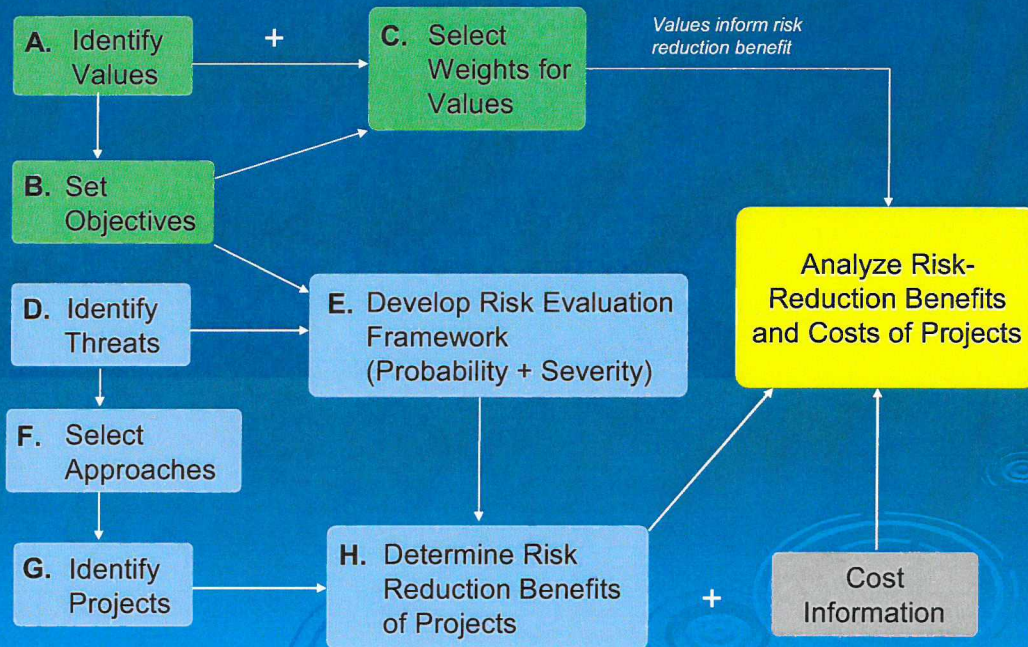 A. Identify
Values
+
C. Select
Weights for
Values
Values inform risk
reduction benefit
B. Set
Objectives
D. Identify
Threats
E. Develop Risk Evaluation
Framework
(Probability + Severity)
Analyze Risk-
Reduction Benefits
and Costs of Projects
F. Select
Approaches
G. Identify
Projects
H. Determine Risk
Reduction Benefits
of Projects
+
Cost
Information